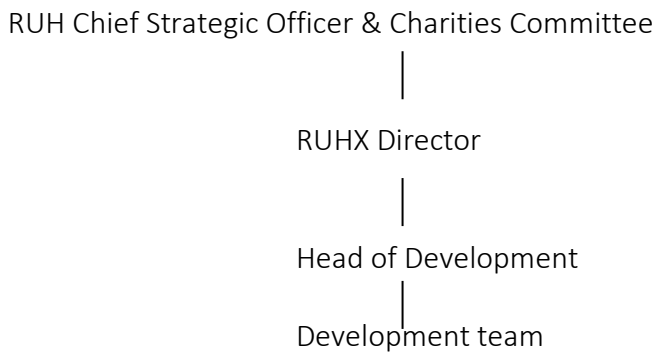 RUH Chief Strategic Officer & Charities Committee
RUHX Director
Head of Development
Development team